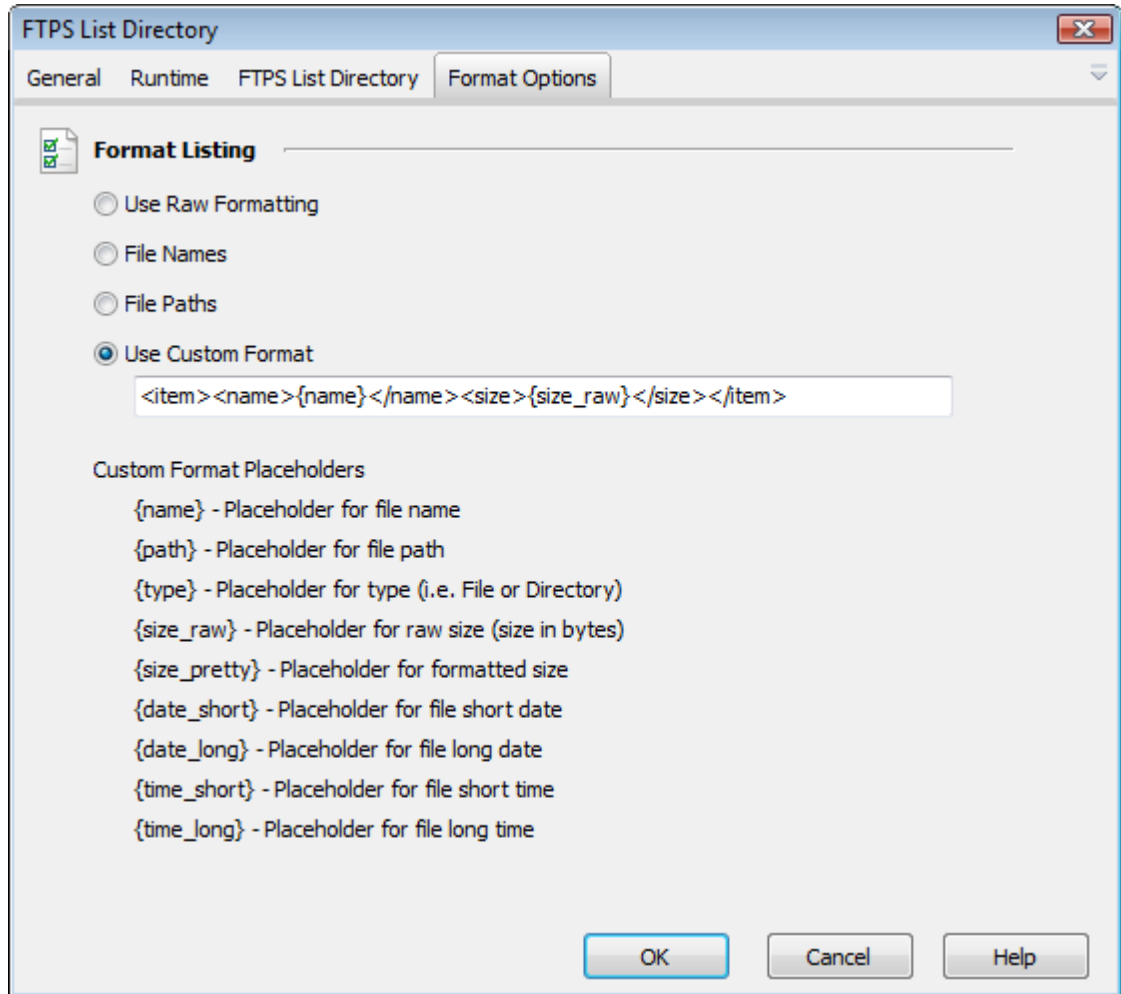 FTPS List Directory
General Runtime FTPS List Directory Format Options
Format Listing
Use Raw Formatting
File Names
File Paths
Use Custom Format
<item><name>{name}</name><size>{size_raw}</size></item>
Custom Format Placeholders
{name} - Placeholder for file name
{path} - Placeholder for file path
{type} - Placeholder for type (i.e. File or Directory)
{size_raw} - Placeholder for raw size (size in bytes)
{size_pretty} - Placeholder for formatted size
{date_short} - Placeholder for file short date
{date_long} - Placeholder for file long date
{time_short} - Placeholder for file short time
{time_long} - Placeholder for file long time
OK Cancel Help